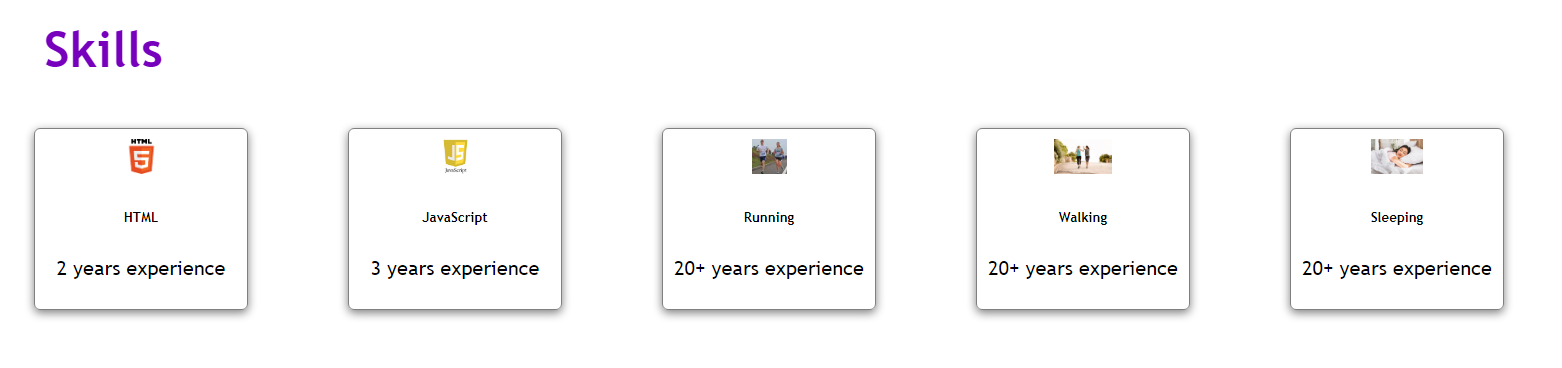 Skills
HTML
5
HTML
2 years experience
JS
JavaScript
JavaScript
3 years experience
Running
20+ years experience
Walking
20+ years experience
Sleeping
20+ years experience